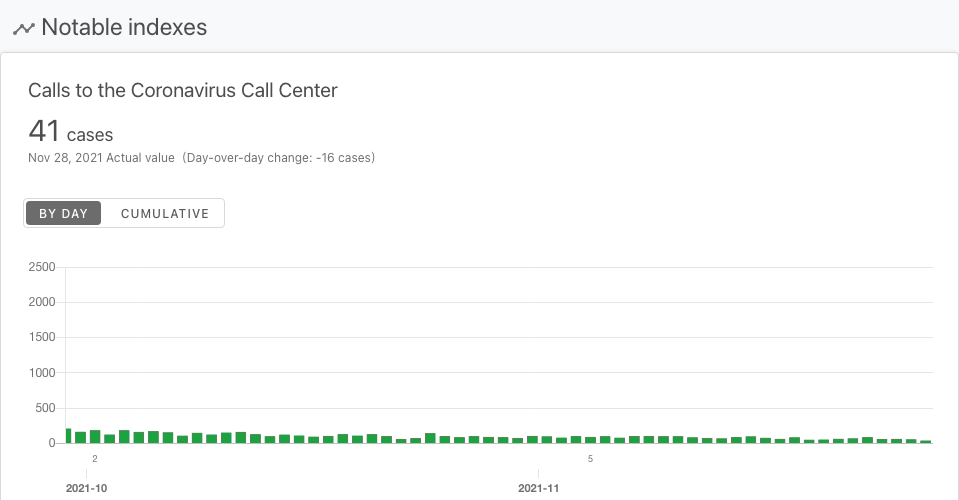 Notable indexes
Calls to the Coronavirus Call Center
41 cases
Nov 28, 2021 Actual value (Day-over-day change: -16 cases)
BY DAY CUMULATIVE
2500
2000
1500
1000
500
0
2 5
2021-10 2021-11